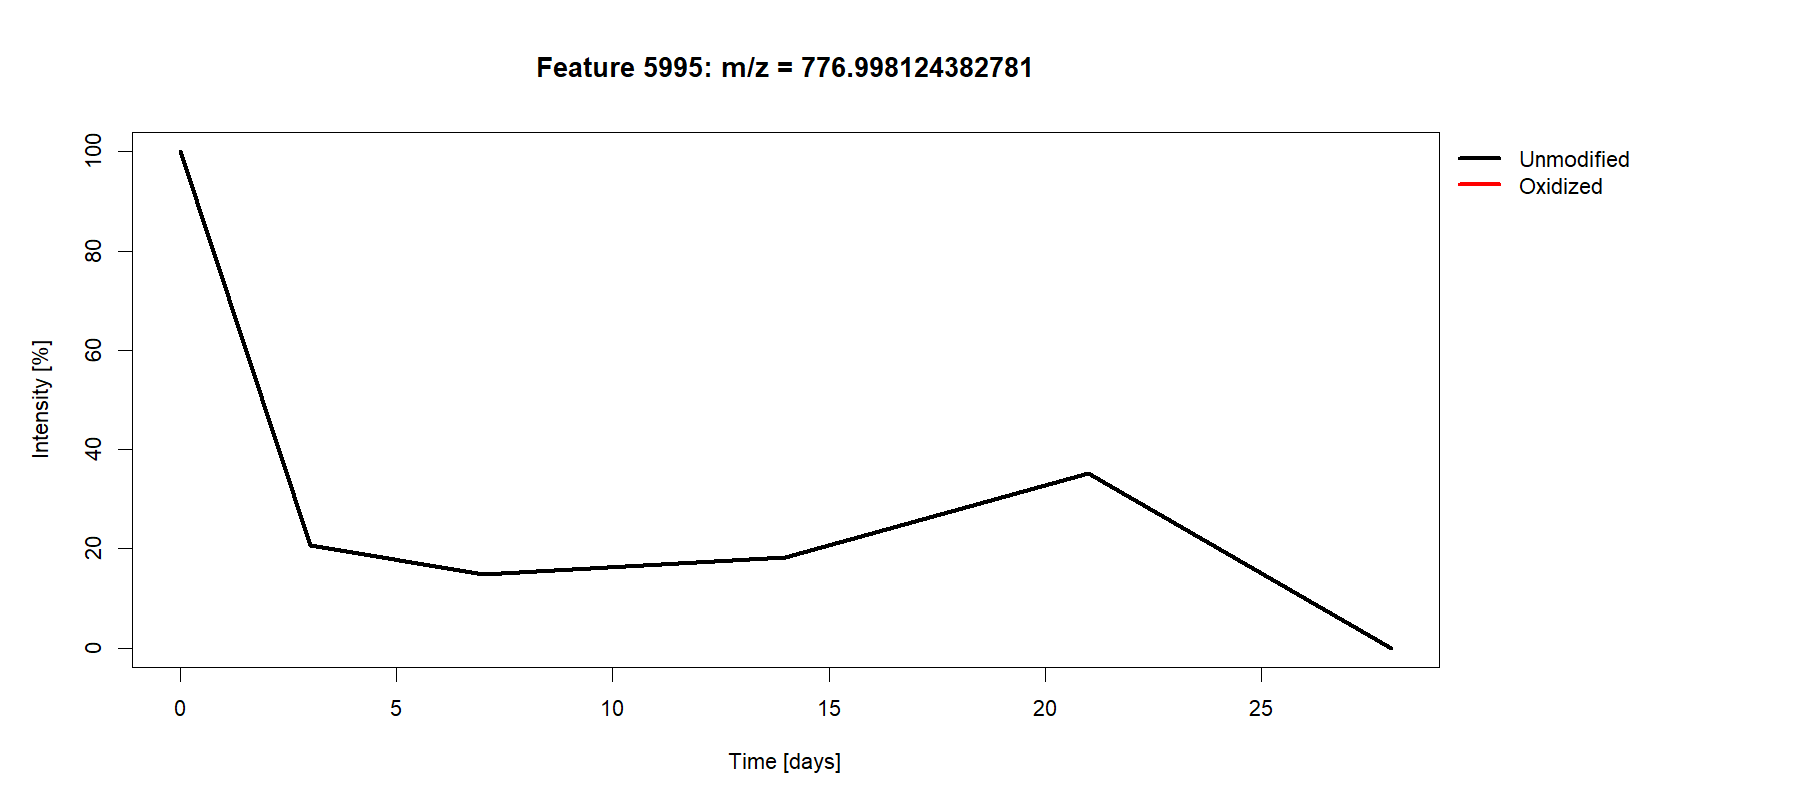 Feature 5995: m/z = 776.998124382781
Unmodified
Oxidized
Intensity [%]
100
80
60
40
20
0
0 5 10 15 20 25
Time [days]